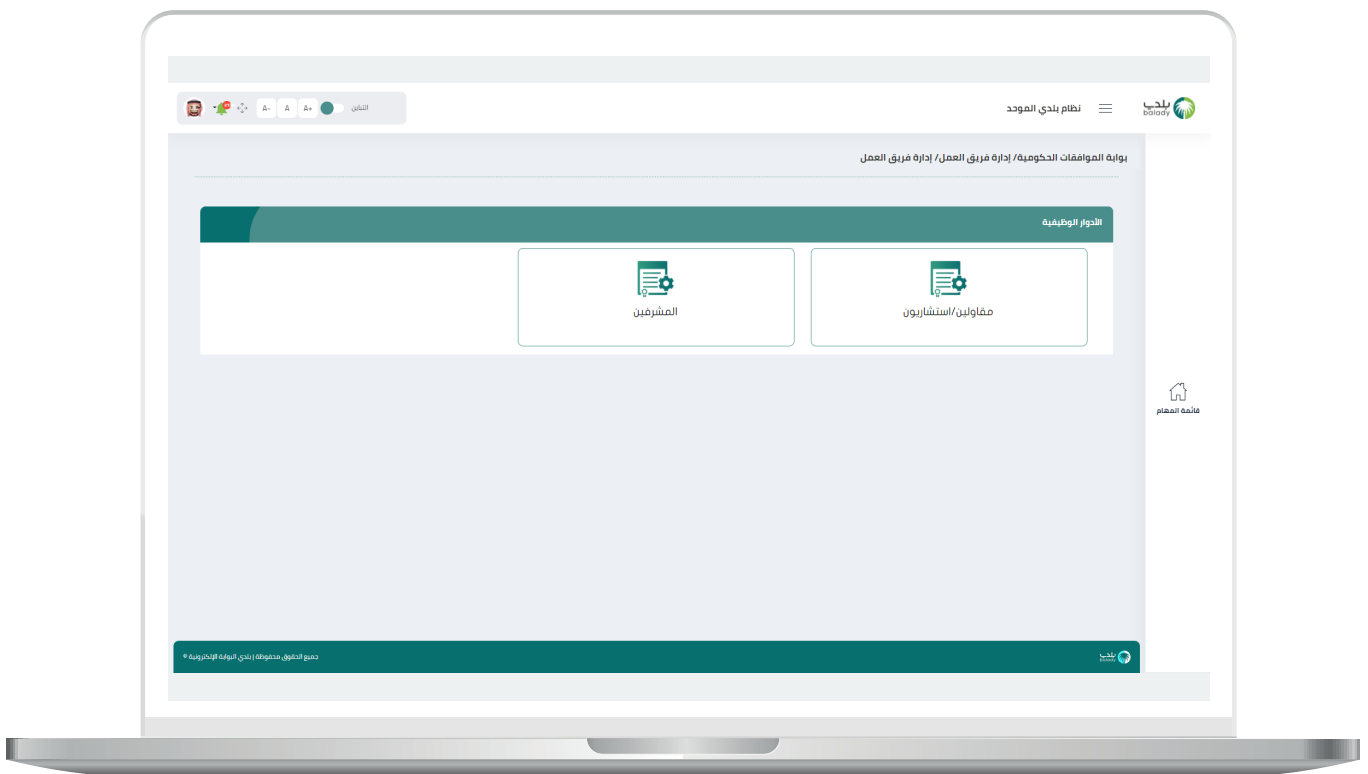 بلدي
balady
نظام بلدي الموحد
التباين
A+
A
A-
بوابة الموافقات الحكومية/ إدارة فريق العمل/ إدارة فريق العمل
الأدوار الوظيفية
مقاولين/استشاريون
المشرفين
قائمة المهام
بلدي
balady
جميع الحقوق محفوظة | بلدي البوابة الإلكترونية ©